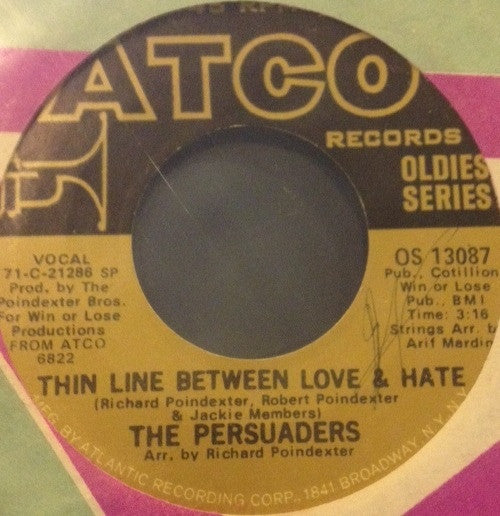 ATCO
RECORDS
OLDIES
SERIES
VOCAL
71-C-21286 SP
Prod. by The
Poindexter Bros.
For Win or Lose
Productions
FROM ATCO
6822
OS 13087
Pub., Cotillion
Win or Lose
Pub., BMI
Time: 3:16
Strings Arr. by
Arif Mardin
THIN LINE BETWEEN LOVE & HATE
(Richard Poindexter, Robert Poindexter
& Jackie Members)
THE PERSUADERS
Arr. by Richard Poindexter
MFG. BY ATLANTIC RECORDING CORP., 1841 BROADWAY, N.Y. N.Y.